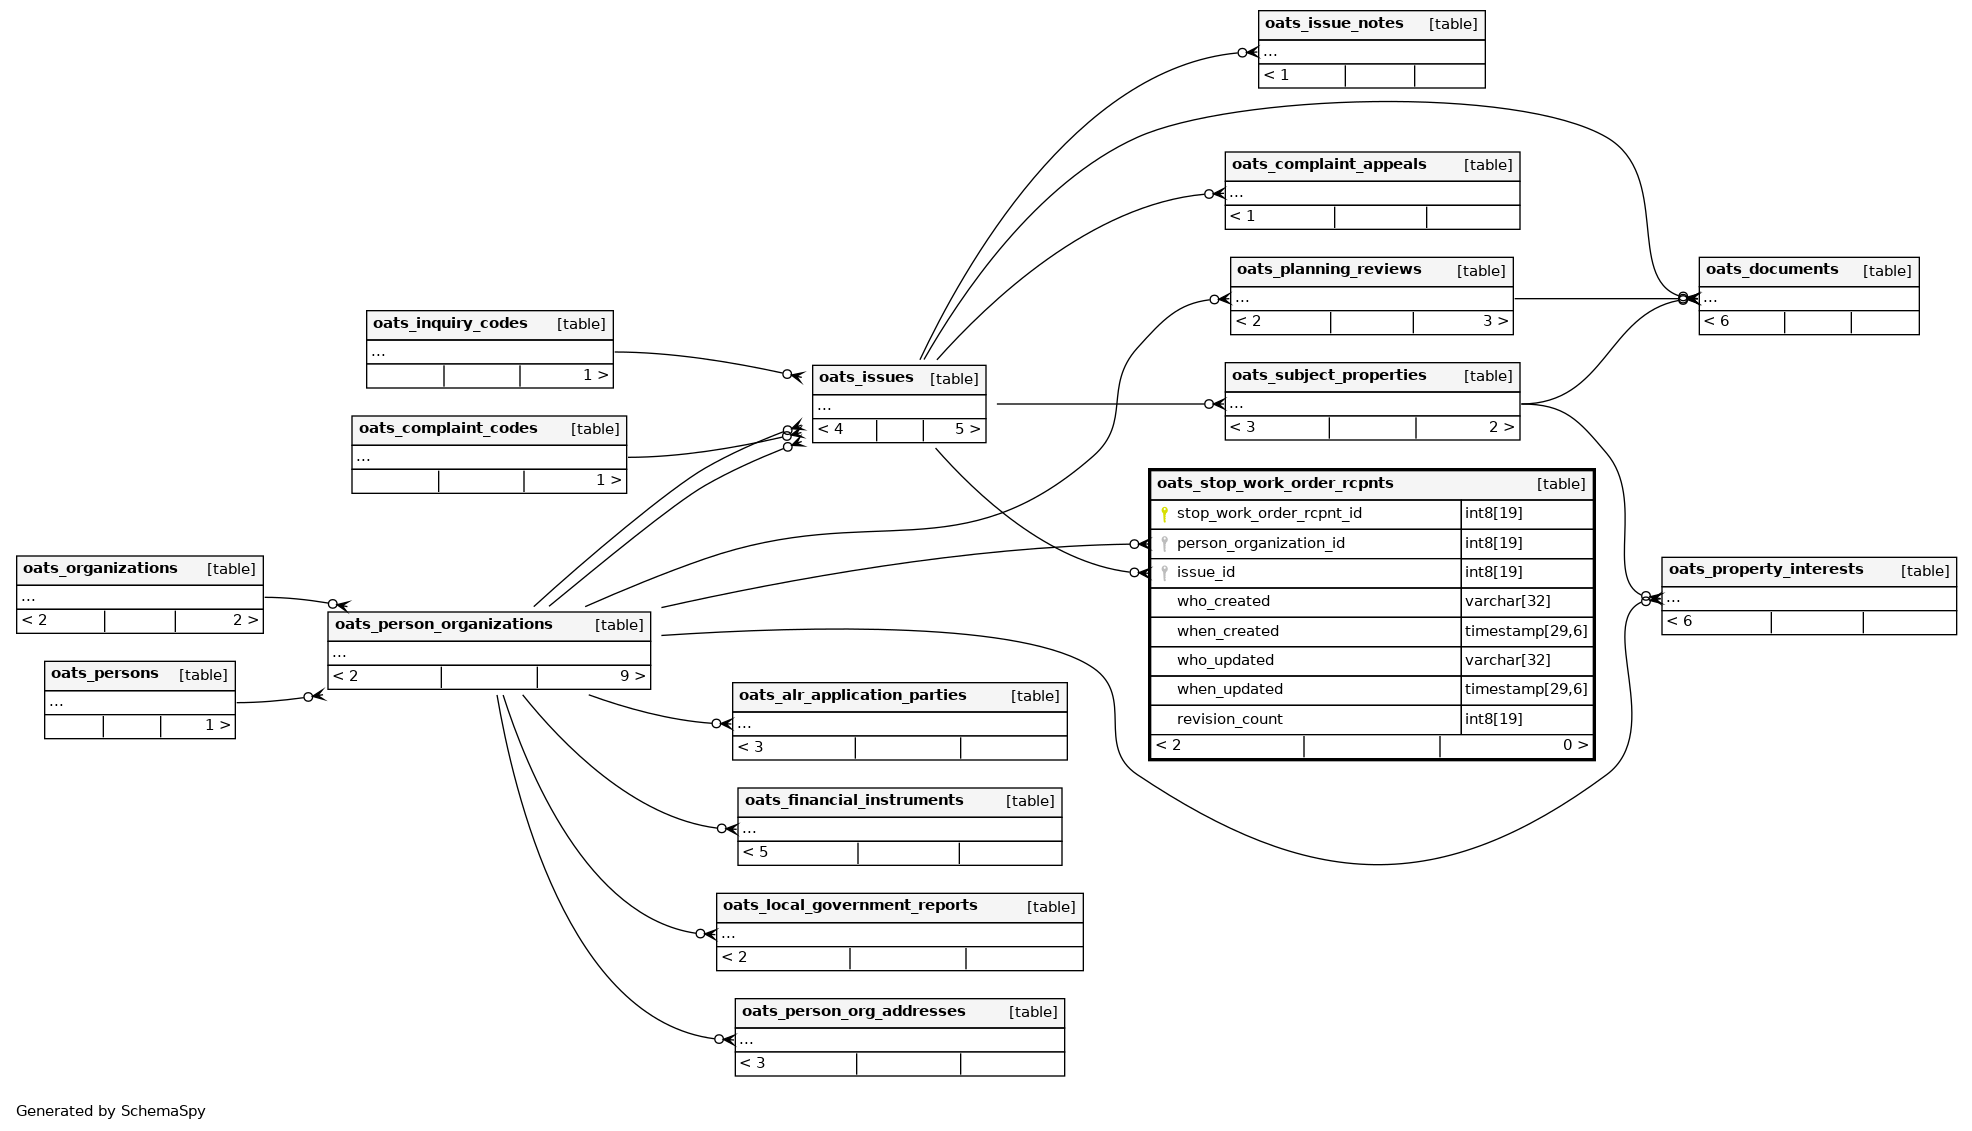 oats_issue_notes [table]
...
< 1
oats_complaint_appeals [table]
...
< 1
oats_planning_reviews [table]
...
< 2 3 >
oats_documents [table]
...
< 6
oats_inquiry_codes [table]
...
1 >
oats_issues [table]
...
< 4 5 >
oats_subject_properties [table]
...
< 3 2 >
oats_complaint_codes [table]
...
1 >
oats_stop_work_order_rcpnts [table]
stop_work_order_rcpnt_id int8[19]
person_organization_id int8[19]
issue_id int8[19]
who_created varchar[32]
when_created timestamp[29,6]
who_updated varchar[32]
when_updated timestamp[29,6]
revision_count int8[19]
< 2 0 >
oats_organizations [table]
...
< 2 2 >
oats_property_interests [table]
...
< 6
oats_person_organizations [table]
...
< 2 9 >
oats_persons [table]
...
1 >
oats_alr_application_parties [table]
...
< 3
oats_financial_instruments [table]
...
< 5
oats_local_government_reports [table]
...
< 2
oats_person_org_addresses [table]
...
< 3
Generated by SchemaSpy